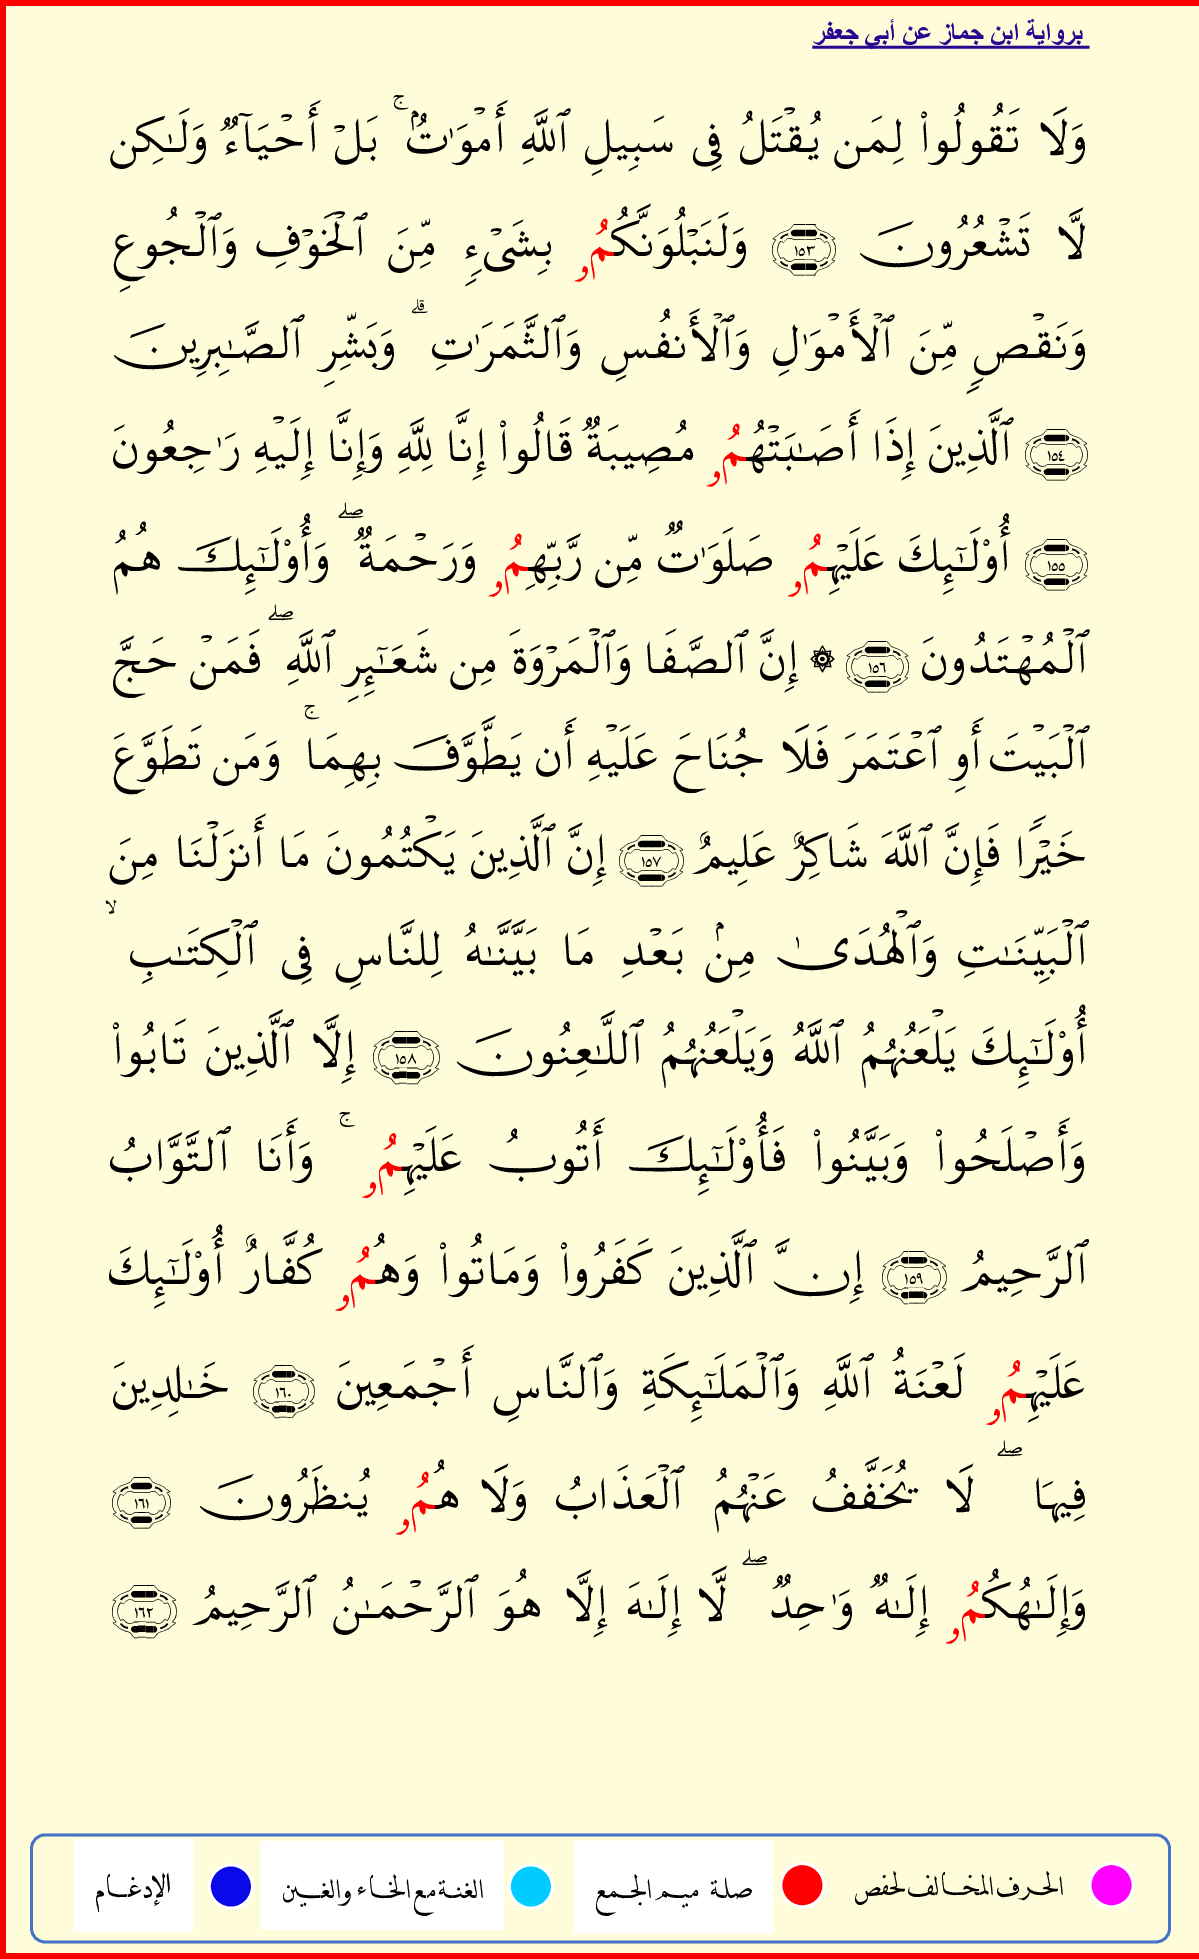 برواية ابن جماز عن أبي جعفر
وَلَا تَقُولُوا۟ لِمَن يُقْتَلُ فِى سَبِيلِ ٱللَّهِ أَمْوَٰتٌۢ ۚ بَلْ أَحْيَآءٌ وَلَـٰكِن
لَّا تَشْعُرُونَ ١٥٣ وَلَنَبْلُوَنَّكُمُۥ بِشَىْءٍ مِّنَ ٱلْخَوْفِ وَٱلْجُوعِ
وَنَقْصٍ مِّنَ ٱلْأَمْوَٰلِ وَٱلْأَنفُسِ وَٱلثَّمَرَٰتِ ۗ وَبَشِّرِ ٱلصَّـٰبِرِينَ
١٥٤ ٱلَّذِينَ إِذَا أَصَـٰبَتْهُمُۥ مُصِيبَةٌ قَالُوا۟ إِنَّا لِلَّهِ وَإِنَّا إِلَيْهِ رَٰجِعُونَ
١٥٥ أُو۟لَـٰٓئِكَ عَلَيْهِمُۥ صَلَوَٰتٌ مِّن رَّبِّهِمُۥ وَرَحْمَةٌ ۖ وَأُو۟لَـٰٓئِكَ هُمُ
ٱلْمُهْتَدُونَ ١٥٦ ۞ إِنَّ ٱلصَّفَا وَٱلْمَرْوَةَ مِن شَعَـٰٓئِرِ ٱللَّهِ ۖ فَمَنْ حَجَّ
ٱلْبَيْتَ أَوِ ٱعْتَمَرَ فَلَا جُنَاحَ عَلَيْهِ أَن يَطَّوَّفَ بِهِمَا ۚ وَمَن تَطَوَّعَ
خَيْرًا فَإِنَّ ٱللَّهَ شَاكِرٌ عَلِيمٌ ١٥٧ إِنَّ ٱلَّذِينَ يَكْتُمُونَ مَا أَنزَلْنَا مِنَ
ٱلْبَيِّنَـٰتِ وَٱلْهُدَىٰ مِنۢ بَعْدِ مَا بَيَّنَّـٰهُ لِلنَّاسِ فِى ٱلْكِتَـٰبِ ۙ
أُو۟لَـٰٓئِكَ يَلْعَنُهُمُ ٱللَّهُ وَيَلْعَنُهُمُ ٱللَّـٰعِنُونَ ١٥٨ إِلَّا ٱلَّذِينَ تَابُوا۟
وَأَصْلَحُوا۟ وَبَيَّنُوا۟ فَأُو۟لَـٰٓئِكَ أَتُوبُ عَلَيْهِمُۥ ۚ وَأَنَا ٱلتَّوَّابُ
ٱلرَّحِيمُ ١٥٩ إِنَّ ٱلَّذِينَ كَفَرُوا۟ وَمَاتُوا۟ وَهُمُۥ كُفَّارٌ أُو۟لَـٰٓئِكَ
عَلَيْهِمُۥ لَعْنَةُ ٱللَّهِ وَٱلْمَلَـٰٓئِكَةِ وَٱلنَّاسِ أَجْمَعِينَ ١٦٠ خَـٰلِدِينَ
فِيهَا ۖ لَا يُخَفَّفُ عَنْهُمُ ٱلْعَذَابُ وَلَا هُمُۥ يُنظَرُونَ ١٦١
وَإِلَـٰهُكُمُۥ إِلَـٰهٌ وَٰحِدٌ ۖ لَّا إِلَـٰهَ إِلَّا هُوَ ٱلرَّحْمَـٰنُ ٱلرَّحِيمُ ١٦٢
الحرف المخالف لحفص صلة ميم الجمع الغنة مع الخاء والغين الإدغام